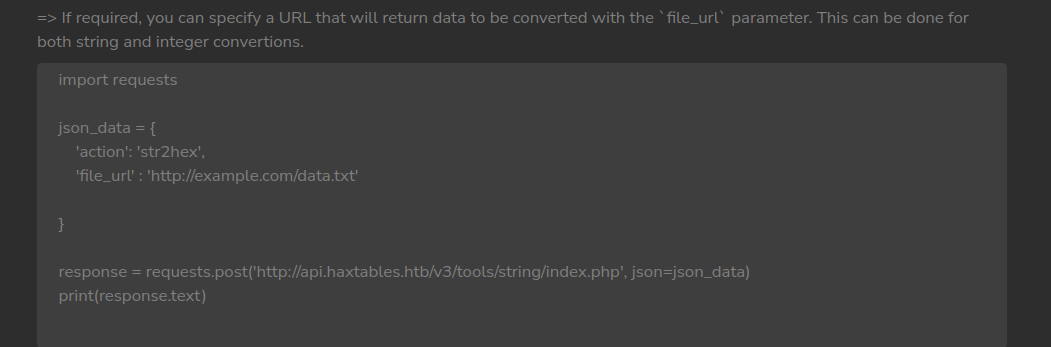 => If required, you can specify a URL that will return data to be converted with the `file_url` parameter. This can be done for
both string and integer convertions.
import requests
json_data = {
'action': 'str2hex',
'file_url' : 'http://example.com/data.txt'
}
response = requests.post('http://api.haxtables.htb/v3/tools/string/index.php', json=json_data)
print(response.text)